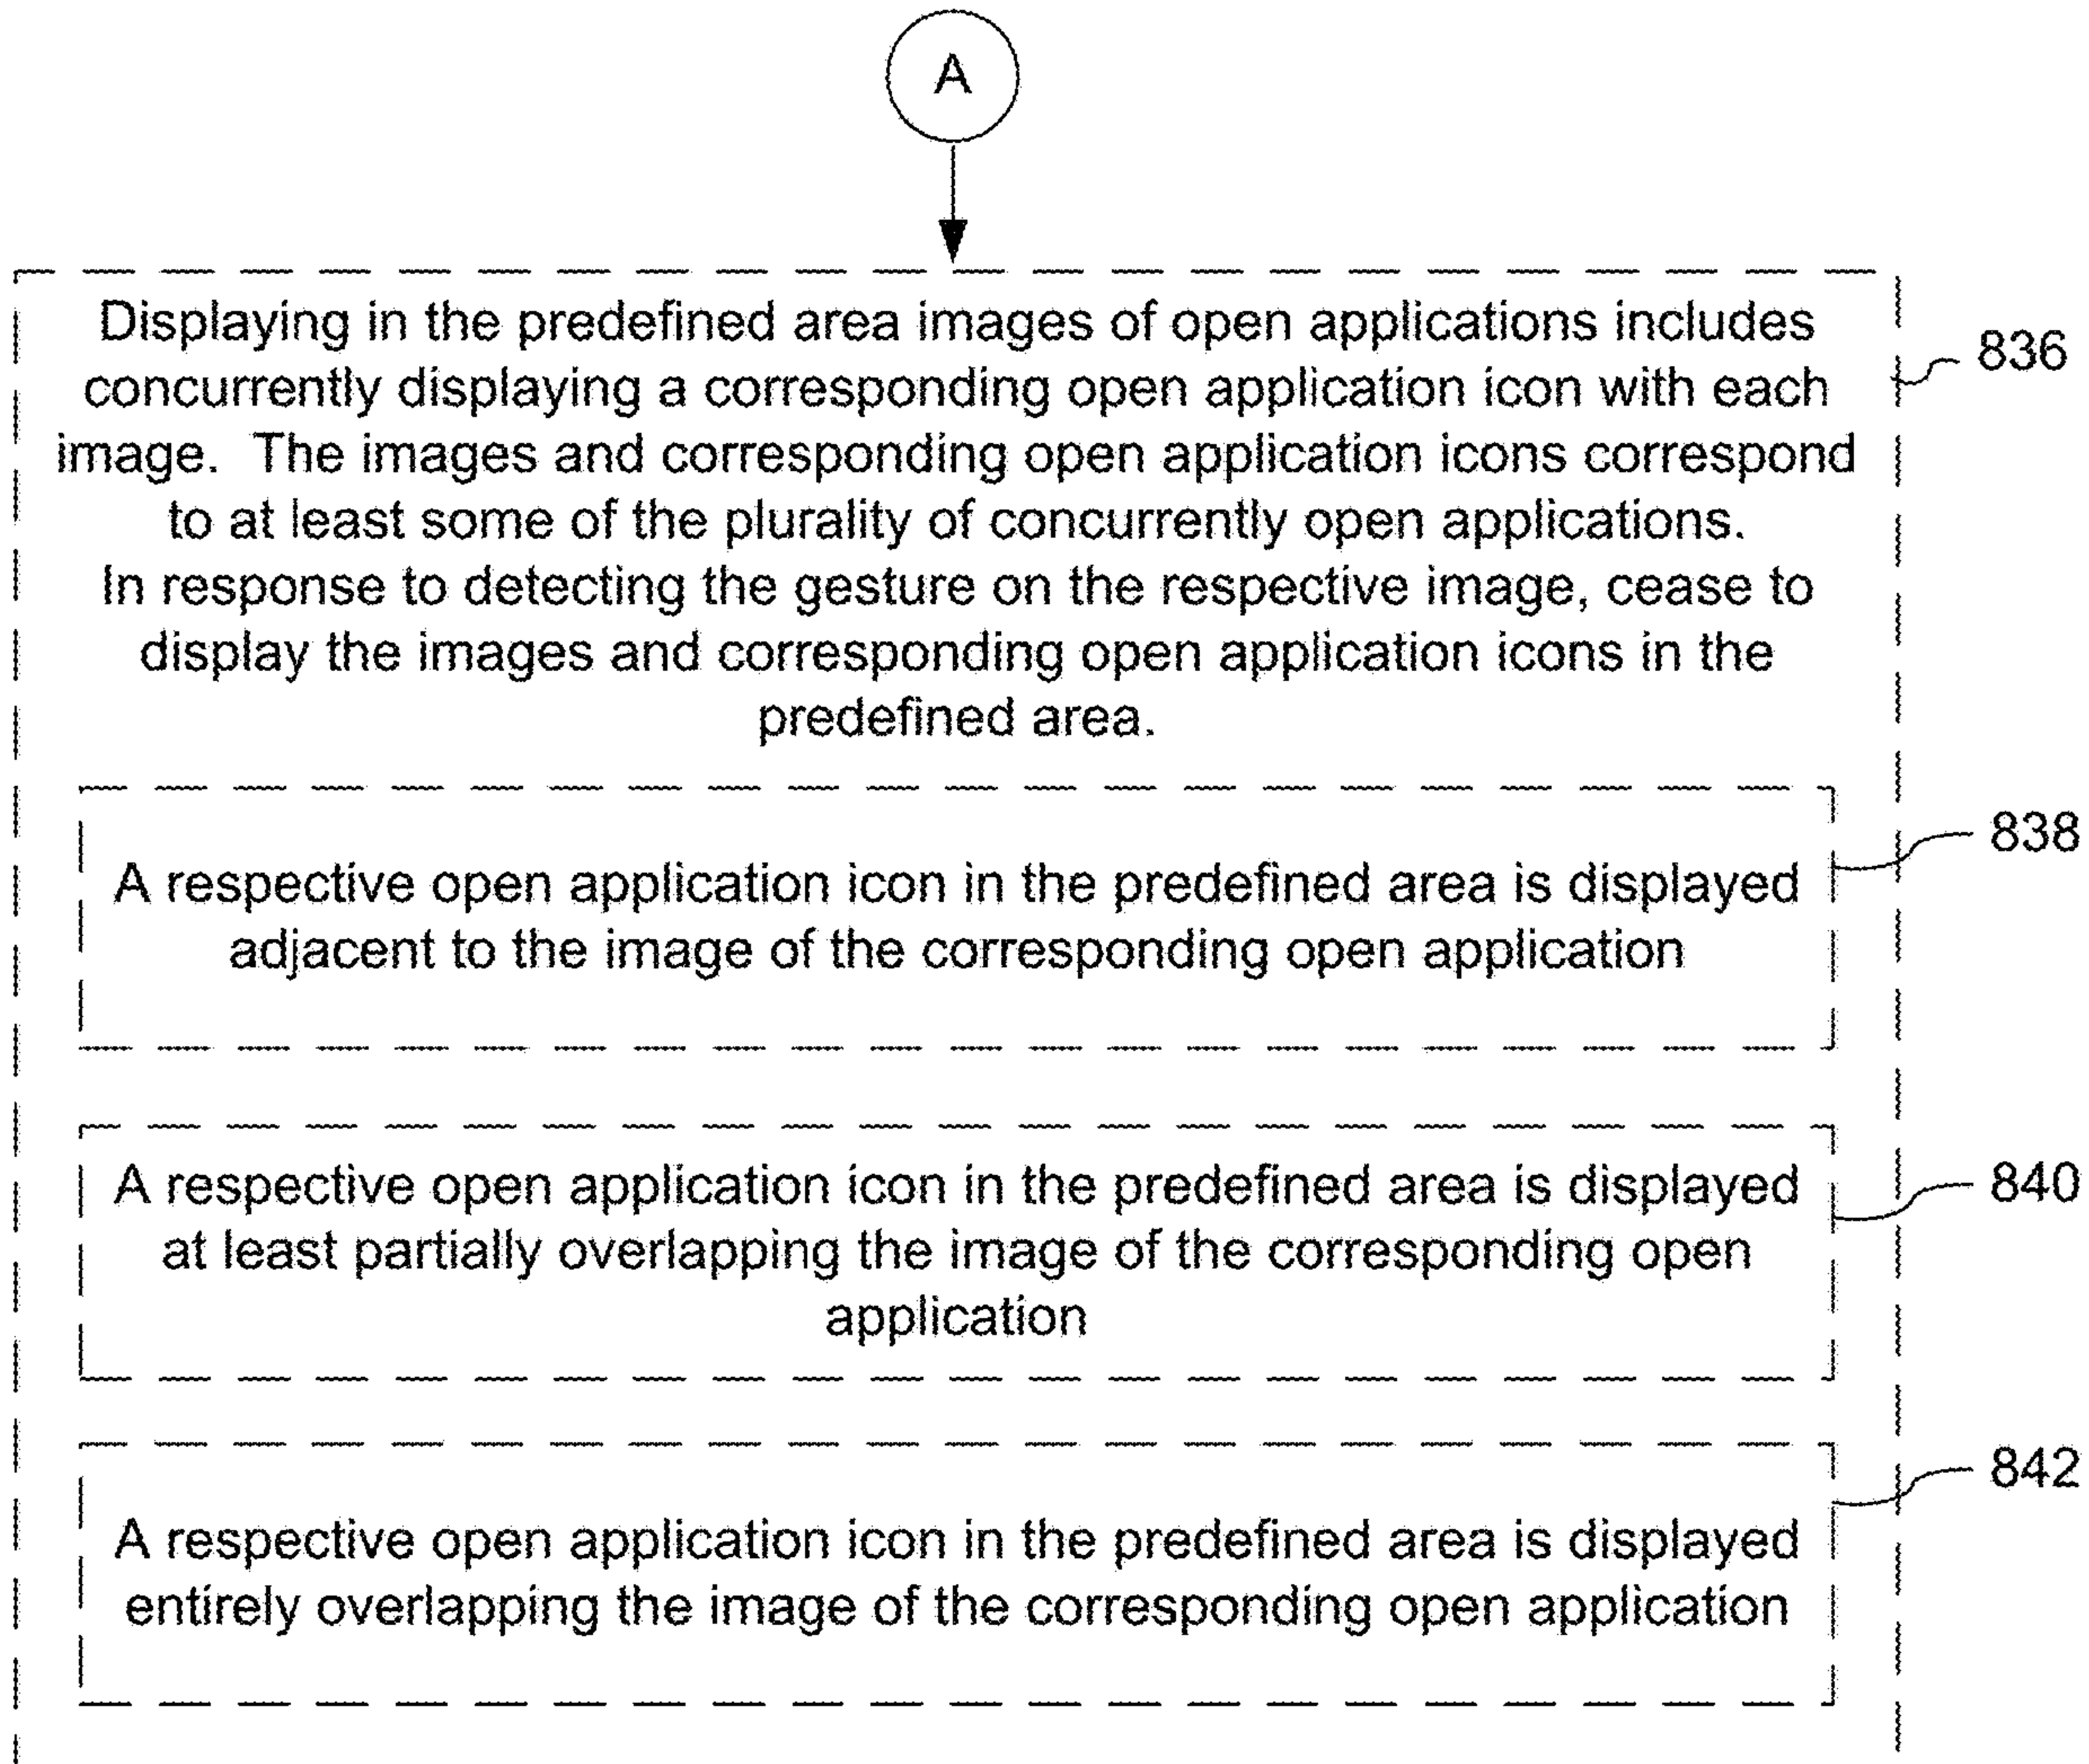 A
Displaying in the predefined area images of open applications includes
concurrently displaying a corresponding open application icon with each
image.  The images and corresponding open application icons correspond
to at least some of the plurality of concurrently open applications.
In response to detecting the gesture on the respective image, cease to
display the images and corresponding open application icons in the
predefined area.
836
A respective open application icon in the predefined area is displayed
adjacent to the image of the corresponding open application
838
A respective open application icon in the predefined area is displayed
at least partially overlapping the image of the corresponding open
application
840
A respective open application icon in the predefined area is displayed
entirely overlapping the image of the corresponding open application
842